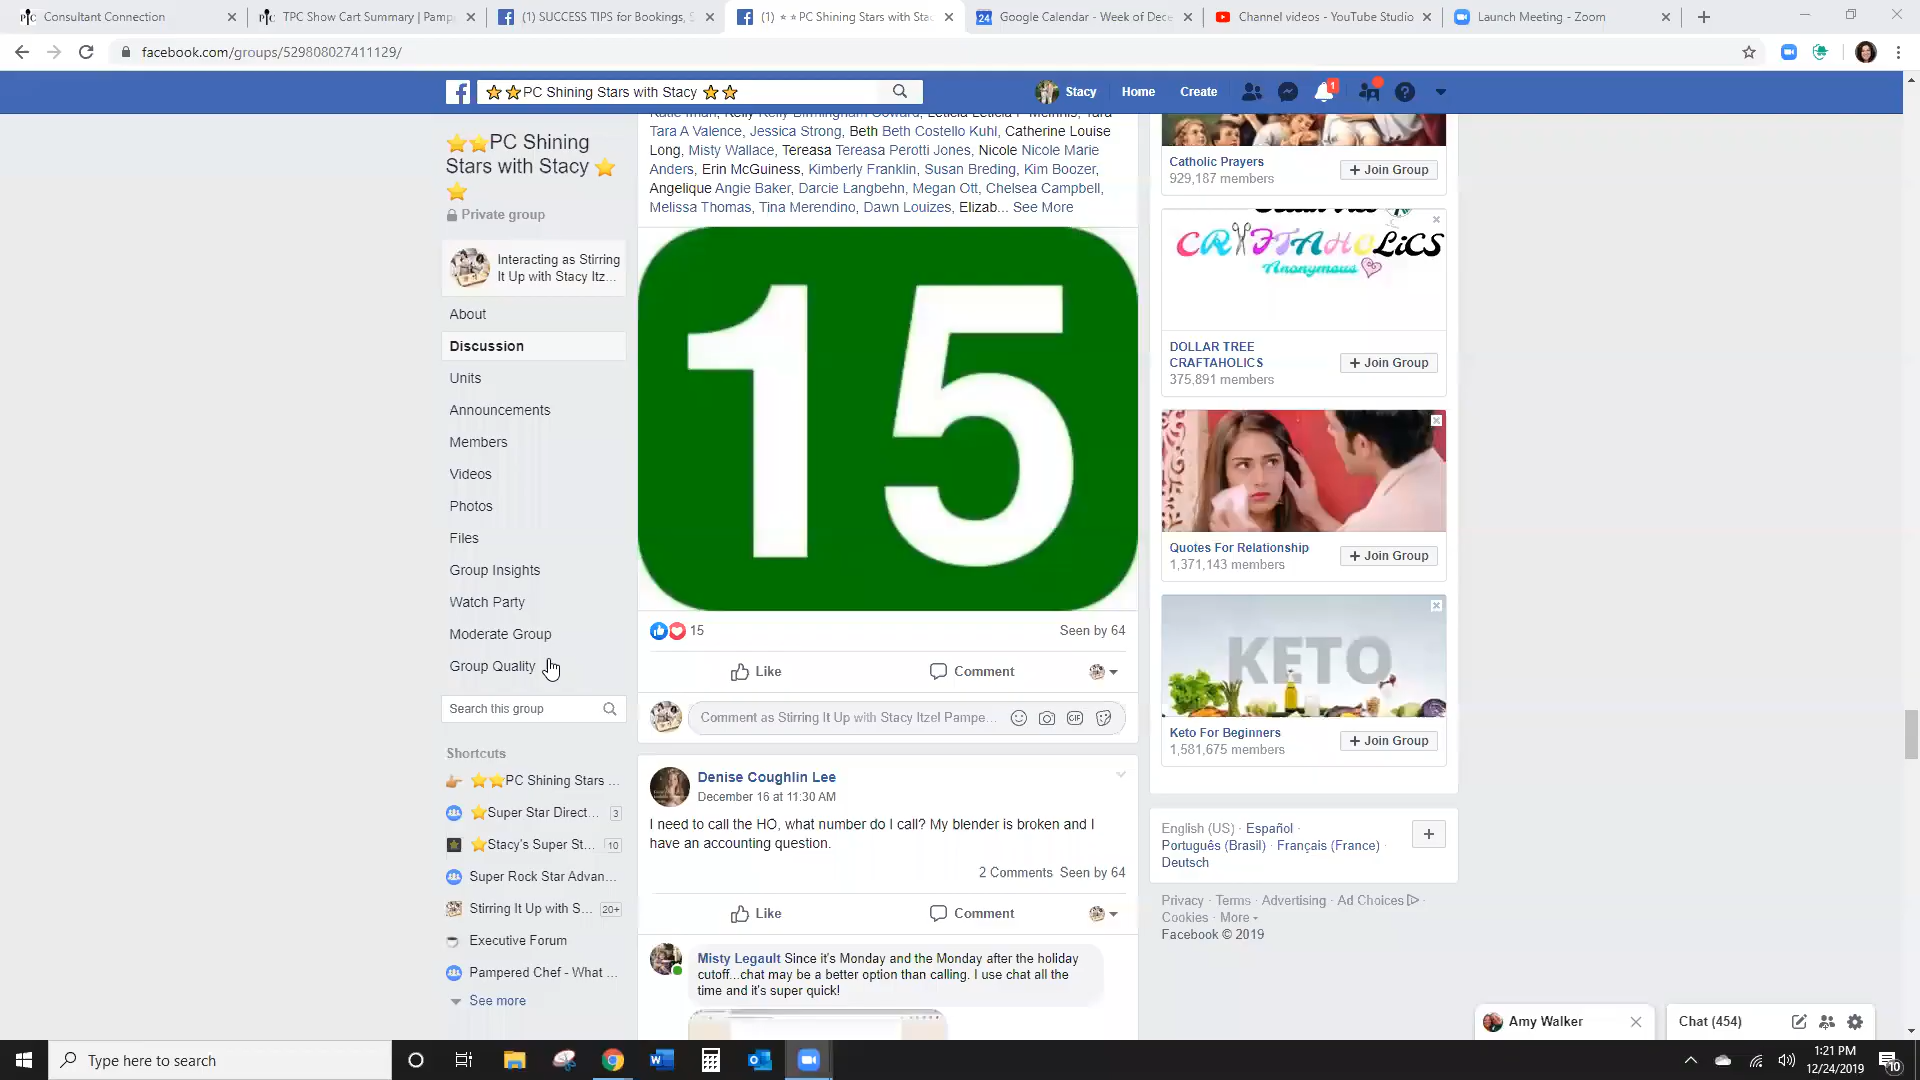 Consultant Connection
TPC Show Cart Summary | Pamp
(1) SUCCESS TIPS for Bookings, S
(1) ⭐⭐PC Shining Stars with Stac
Google Calendar - Week of Dece
Channel videos - YouTube Studio
Launch Meeting - Zoom
facebook.com/groups/529808027411129/
⭐⭐PC Shining Stars with Stacy ⭐⭐
Stacy
Home
Create
1
⭐⭐PC Shining
Stars with Stacy ⭐
⭐
Private group
Interacting as Stirring
It Up with Stacy Itz...
About
Discussion
Units
Announcements
Members
Videos
Photos
Files
Group Insights
Watch Party
Moderate Group
Group Quality
Search this group
Shortcuts
⭐⭐PC Shining Stars ...
⭐Super Star Direct... 3
⭐Stacy's Super St... 10
Super Rock Star Advan...
Stirring It Up with S... 20+
Executive Forum
Pampered Chef - What ...
See more
Tara A Valence, Jessica Strong, Beth Beth Costello Kuhl, Catherine Louise
Long, Misty Wallace, Tereasa Tereasa Perotti Jones, Nicole Nicole Marie
Anders, Erin McGuiness, Kimberly Franklin, Susan Breding, Kim Boozer,
Angelique Angie Baker, Darcie Langbehn, Megan Ott, Chelsea Campbell,
Melissa Thomas, Tina Merendino, Dawn Louizes, Elizab... See More
15
15
Seen by 64
Like
Comment
Comment as Stirring It Up with Stacy Itzel Pampe...
GIF
Denise Coughlin Lee
December 16 at 11:30 AM
I need to call the HO, what number do I call? My blender is broken and I
have an accounting question.
2 Comments Seen by 64
Like
Comment
Misty Legault Since it's Monday and the Monday after the holiday
cutoff...chat may be a better option than calling. I use chat all the
time and it's super quick!
Catholic Prayers
929,187 members
+ Join Group
CRAFTAHOLiCS
Anonymous
DOLLAR TREE
CRAFTAHOLICS
375,891 members
+ Join Group
Quotes For Relationship
1,371,143 members
+ Join Group
KETO
Keto For Beginners
1,581,675 members
+ Join Group
English (US) · Español ·
Português (Brasil) · Français (France) ·
Deutsch
Privacy · Terms · Advertising · Ad Choices ·
Cookies · More
Facebook © 2019
Amy Walker
Chat (454)
Type here to search
1:21 PM
12/24/2019
10